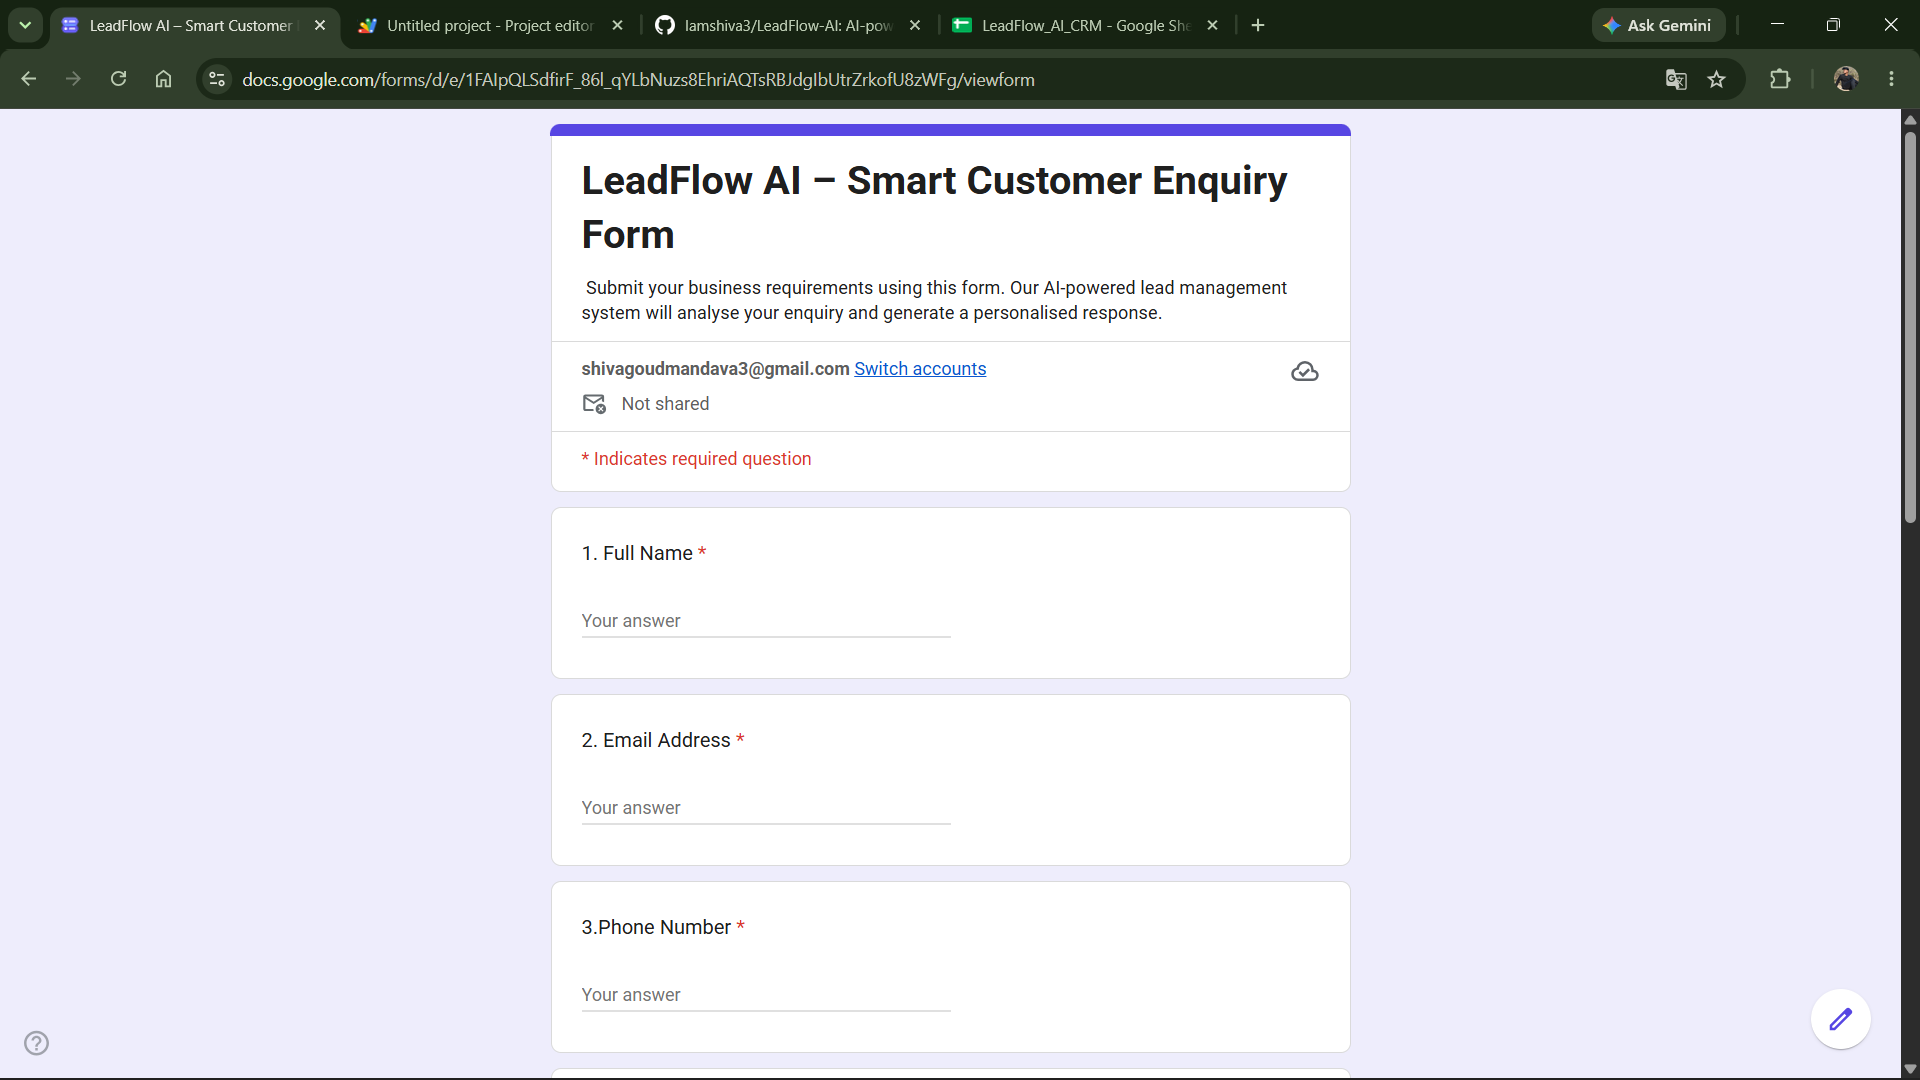 LeadFlow AI – Smart Customer
Untitled project - Project editor
Iamshiva3/LeadFlow-AI: AI-pow
LeadFlow_AI_CRM - Google She
Ask Gemini
docs.google.com/forms/d/e/1FAIpQLSdfirF_86l_qYLbNuzs8EhriAQTsRBJdgIbUtrZrkofU8zWFg/viewform
LeadFlow AI – Smart Customer Enquiry
Form
Submit your business requirements using this form. Our AI-powered lead management
system will analyse your enquiry and generate a personalised response.
shivagoudmandava3@gmail.com Switch accounts
Not shared
* Indicates required question
1. Full Name *
Your answer
2. Email Address *
Your answer
3.Phone Number *
Your answer